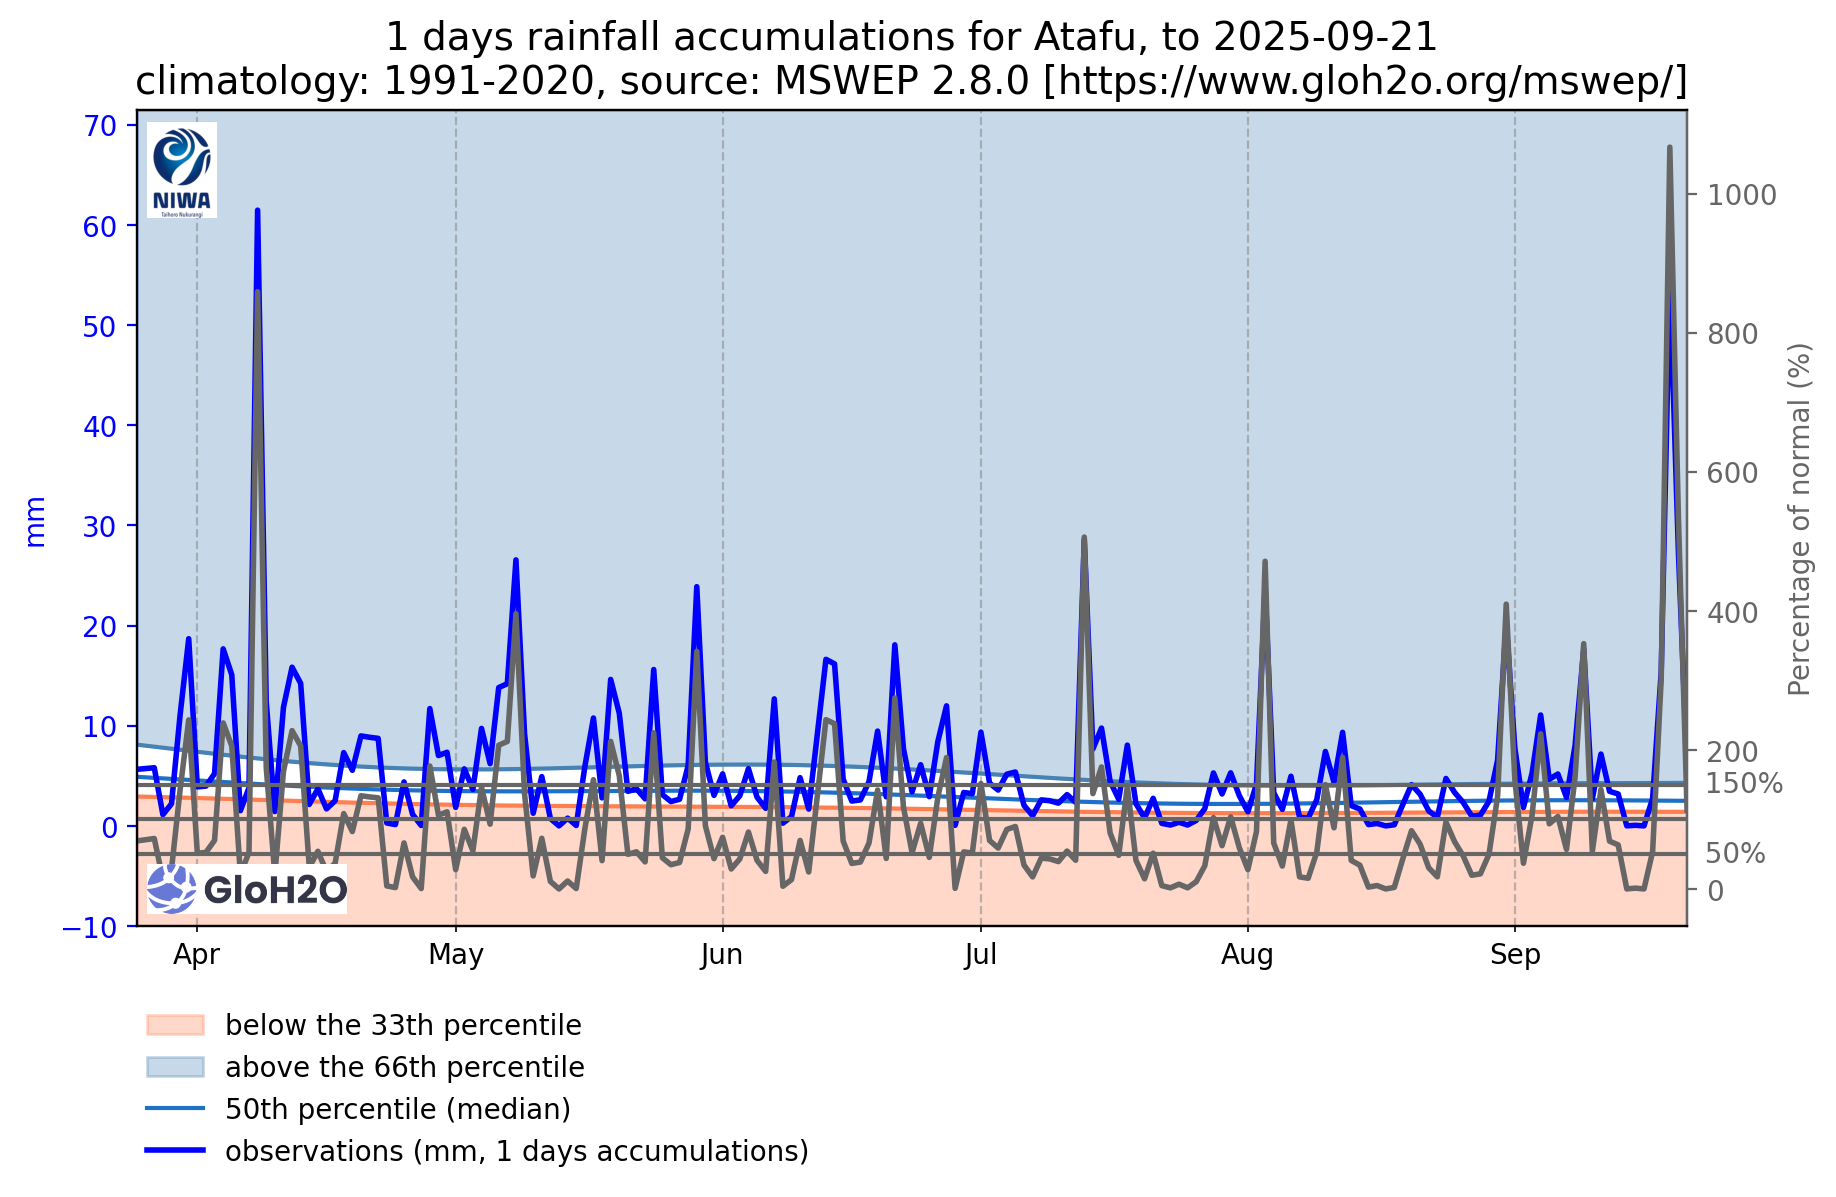 1 days rainfall accumulations for Atafu, to 2025-09-21
climatology: 1991-2020, source: MSWEP 2.8.0 [https://www.gloh2o.org/mswep/]
70
60
50
40
30
20
10
0
−10
mm
NIWA
Taihoro Nukurangi
GloH2O
1000
800
600
400
200
150%
50%
0
Percentage of normal (%)
Apr
May
Jun
Jul
Aug
Sep
below the 33th percentile
above the 66th percentile
50th percentile (median)
observations (mm, 1 days accumulations)